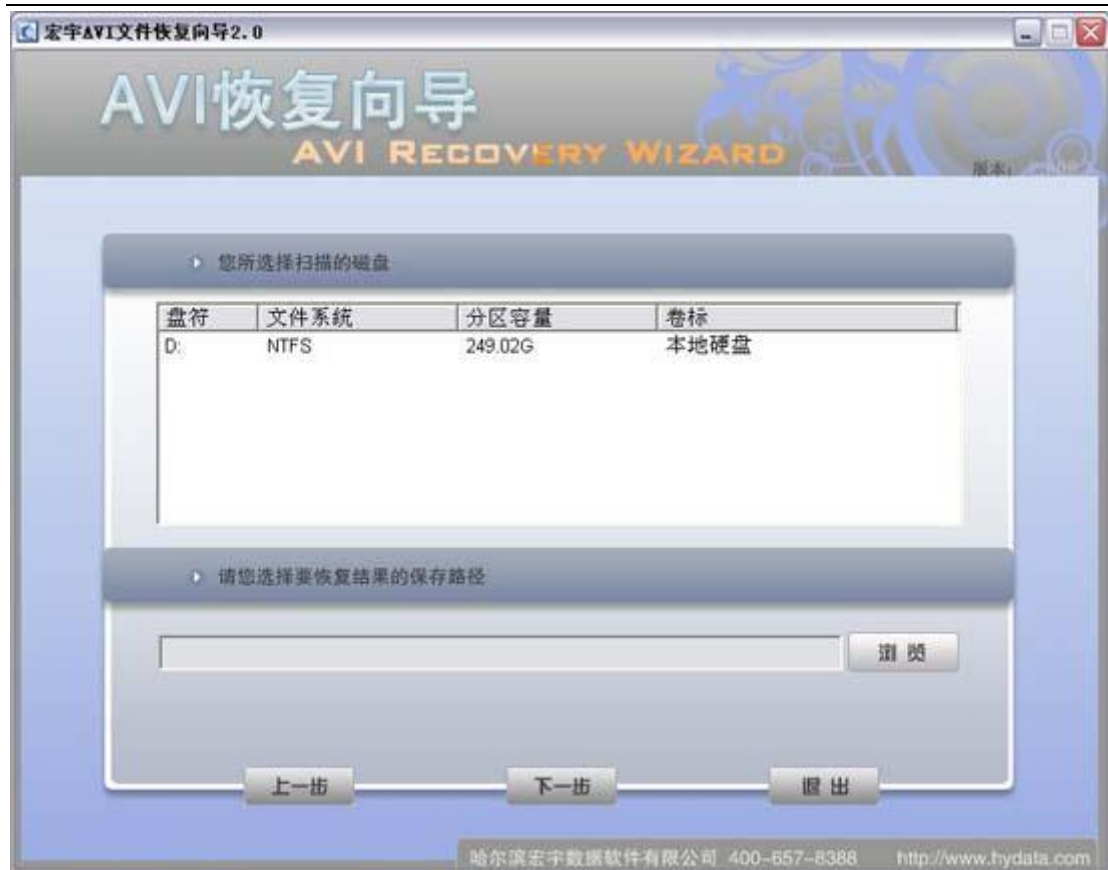 宏宇AVI文件恢复向导2.0
AVI恢复向导
AVI RECOVERY WIZARD
版本:
您所选择扫描的磁盘
盘符 文件系统 分区容量 卷标
D: NTFS 249.02G 本地硬盘
请您选择要恢复结果的保存路径
浏览
上一步 下一步 退出
哈尔滨宏宇数据软件有限公司 400-657-8388 http://www.hydata.com